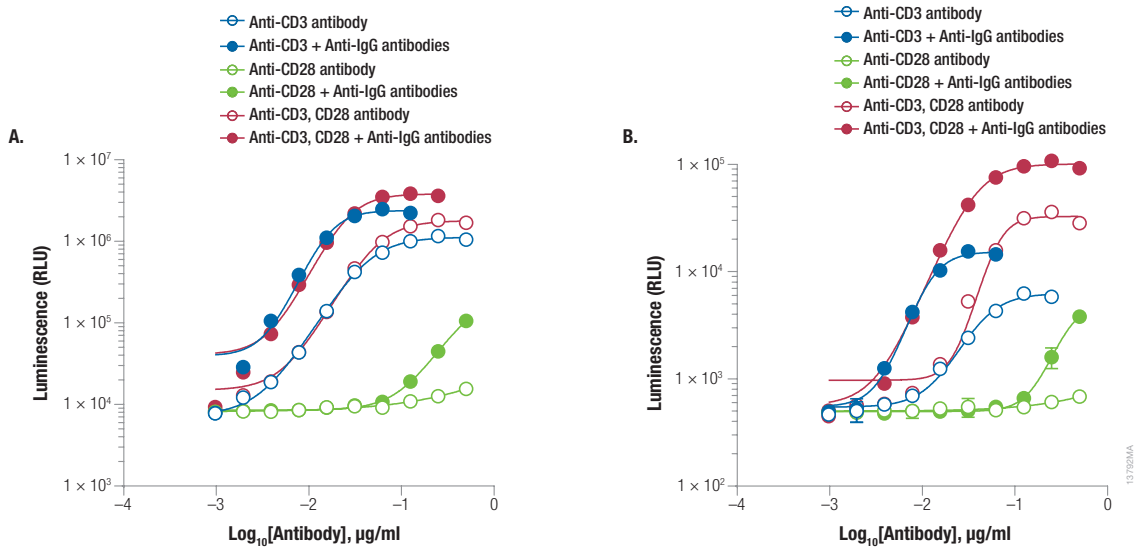 Anti-CD3 antibody
Anti-CD3 + Anti-IgG antibodies
Anti-CD28 antibody
Anti-CD28 + Anti-IgG antibodies
Anti-CD3, CD28 antibody
Anti-CD3, CD28 + Anti-IgG antibodies
A.
1 × 10⁷
1 × 10⁶
1 × 10⁵
1 × 10⁴
1 × 10³
Luminescence (RLU)
–4
–3
–2
–1
0
Log₁₀[Antibody], µg/ml
Anti-CD3 antibody
Anti-CD3 + Anti-IgG antibodies
Anti-CD28 antibody
Anti-CD28 + Anti-IgG antibodies
Anti-CD3, CD28 antibody
Anti-CD3, CD28 + Anti-IgG antibodies
B.
1 × 10⁵
1 × 10⁴
1 × 10³
1 × 10²
Luminescence (RLU)
–4
–3
–2
–1
0
Log₁₀[Antibody], µg/ml
13792MA